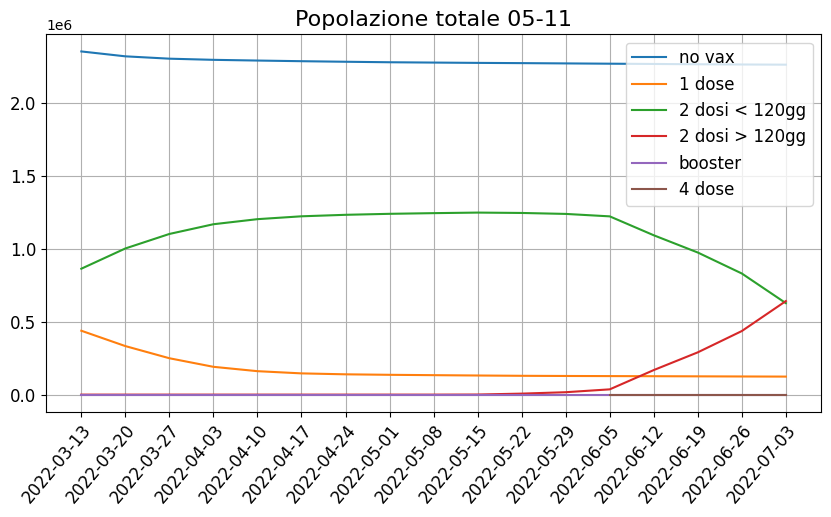 Popolazione totale 05-11
1e6
no vax
1 dose
2 dosi < 120gg
2 dosi > 120gg
booster
4 dose
2.0
1.5
1.0
0.5
0.0
2022-03-13
2022-03-20
2022-03-27
2022-04-03
2022-04-10
2022-04-17
2022-04-24
2022-05-01
2022-05-08
2022-05-15
2022-05-22
2022-05-29
2022-06-05
2022-06-12
2022-06-19
2022-06-26
2022-07-03